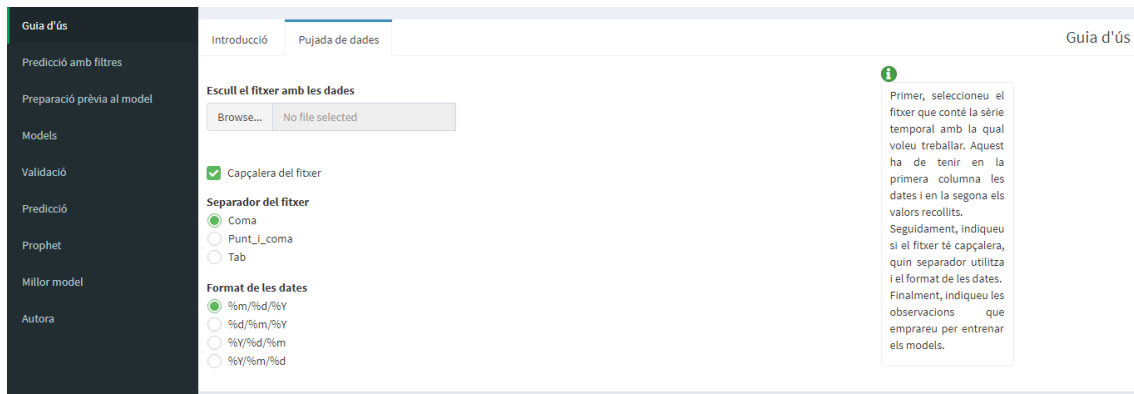 Guia d'ús
Predicció amb filtres
Preparació prèvia al model
Models
Validació
Predicció
Prophet
Millor model
Autora
Introducció
Pujada de dades
Guia d'ús
Escull el fitxer amb les dades
Browse... No file selected
Capçalera del fitxer
Separador del fitxer
Coma
Punt_i_coma
Tab
Format de les dates
%m/%d/%Y
%d/%m/%Y
%Y/%d/%m
%Y/%m/%d
Primer, seleccioneu el
fitxer que conté la sèrie
temporal amb la qual
voleu treballar. Aquest
ha de tenir en la
primera columna les
dates i en la segona els
valors recollits.
Seguidament, indiqueu
si el fitxer té capçalera,
quin separador utilitza
i el format de les dates.
Finalment, indiqueu les
observacions que
emprareu per entrenar
els models.